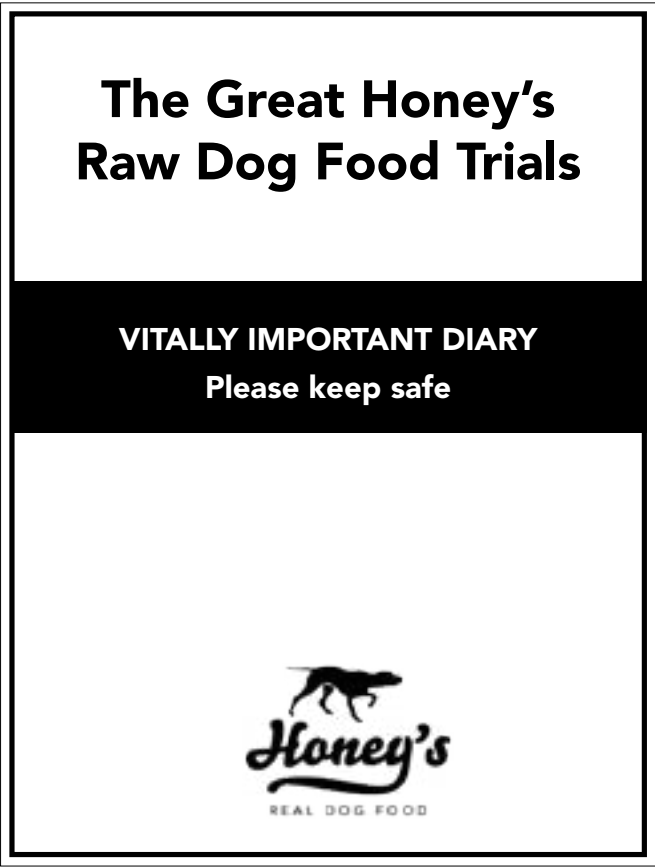 The Great Honey’s
Raw Dog Food Trials
VITALLY IMPORTANT DIARY
Please keep safe
Honey’s
REAL DOG FOOD